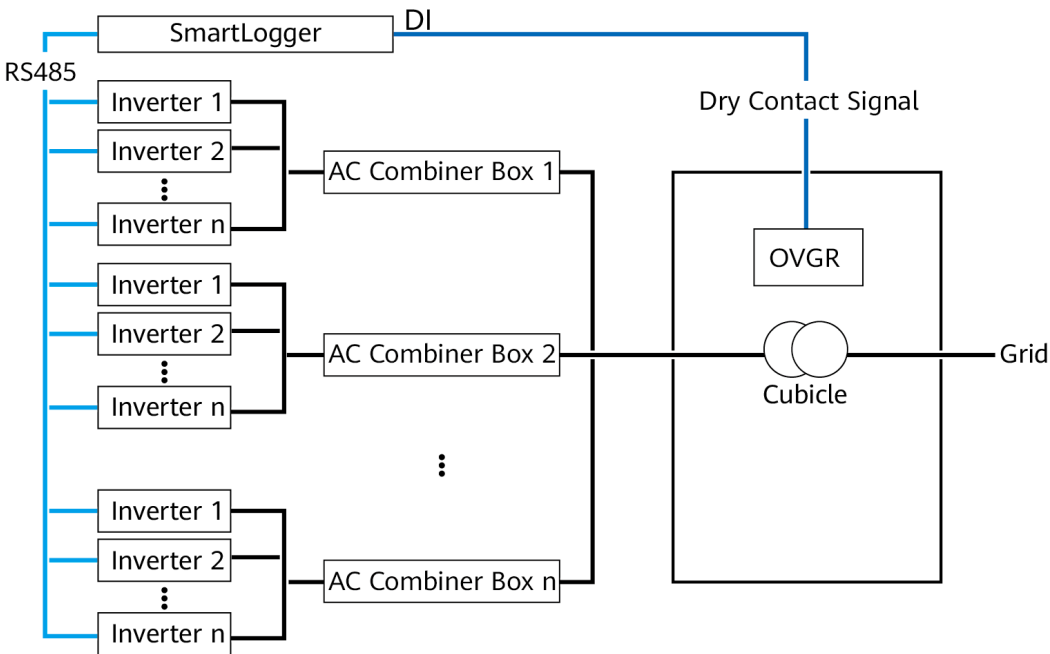 SmartLogger
DI
RS485
Inverter 1
Inverter 2
Inverter n
AC Combiner Box 1
Dry Contact Signal
OVGR
Inverter 1
Inverter 2
Inverter n
AC Combiner Box 2
Cubicle
Grid
Inverter 1
Inverter 2
Inverter n
AC Combiner Box n